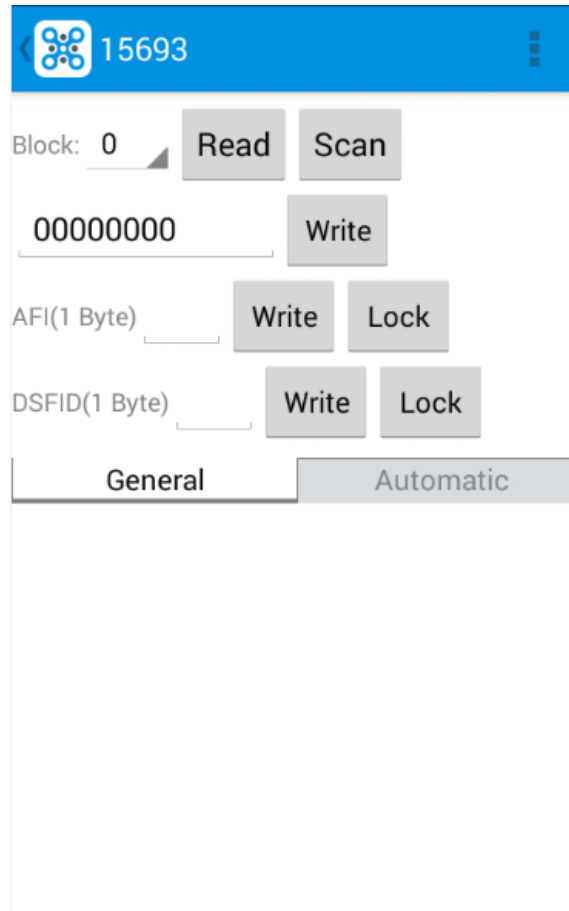 15693
Block: 0 Read Scan
00000000 Write
AFI(1 Byte) Write Lock
DSFID(1 Byte) Write Lock
General Automatic